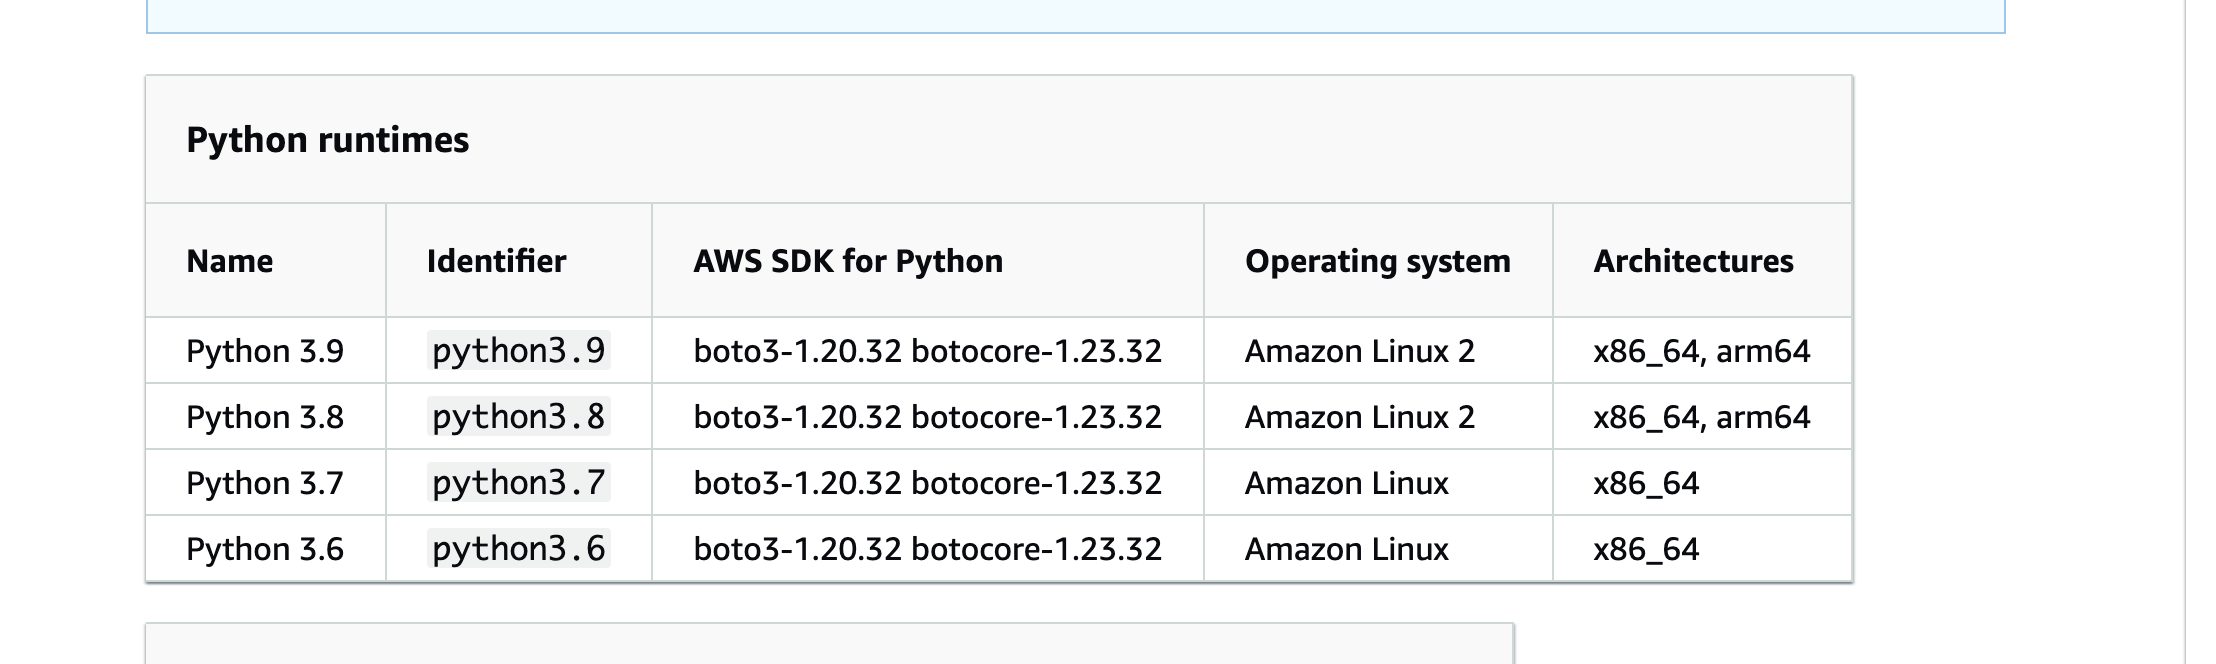 Python runtimes
Name Identifier AWS SDK for Python Operating system Architectures
Python 3.9 python3.9 boto3-1.20.32 botocore-1.23.32 Amazon Linux 2 x86_64, arm64
Python 3.8 python3.8 boto3-1.20.32 botocore-1.23.32 Amazon Linux 2 x86_64, arm64
Python 3.7 python3.7 boto3-1.20.32 botocore-1.23.32 Amazon Linux x86_64
Python 3.6 python3.6 boto3-1.20.32 botocore-1.23.32 Amazon Linux x86_64